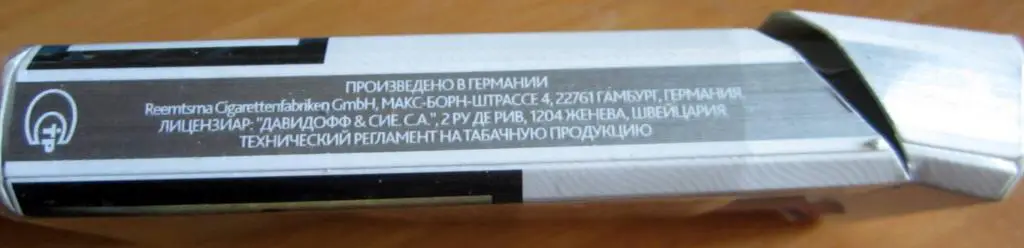 ПРОИЗВЕДЕНО В ГЕРМАНИИ
Reemtsma Cigarettenfabriken GmbH, МАКС-БОРН-ШТРАССЕ 4, 22761 ГАМБУРГ, ГЕРМАНИЯ
ЛИЦЕНЗИАР: "ДАВИДОФФ & СИЕ. С.А.", 2 РУ ДЕ РИВ, 1204 ЖЕНЕВА, ШВЕЙЦАРИЯ
ТЕХНИЧЕСКИЙ РЕГЛАМЕНТ НА ТАБАЧНУЮ ПРОДУКЦИЮ